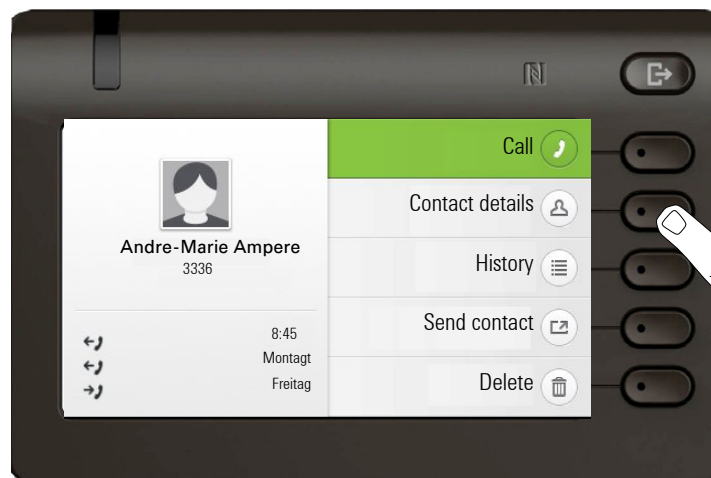 Call
Contact details
Andre-Marie Ampere
3336
History
Send contact
8:45
Montagt
Freitag
Delete